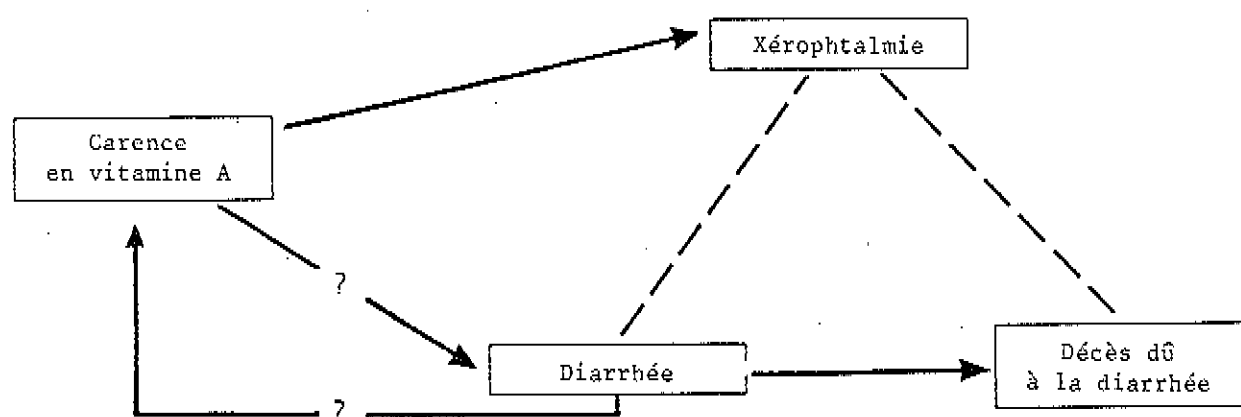 Xérophtalmie
Carence
en vitamine A
?
Diarrhée
Décès dû
à la diarrhée
?